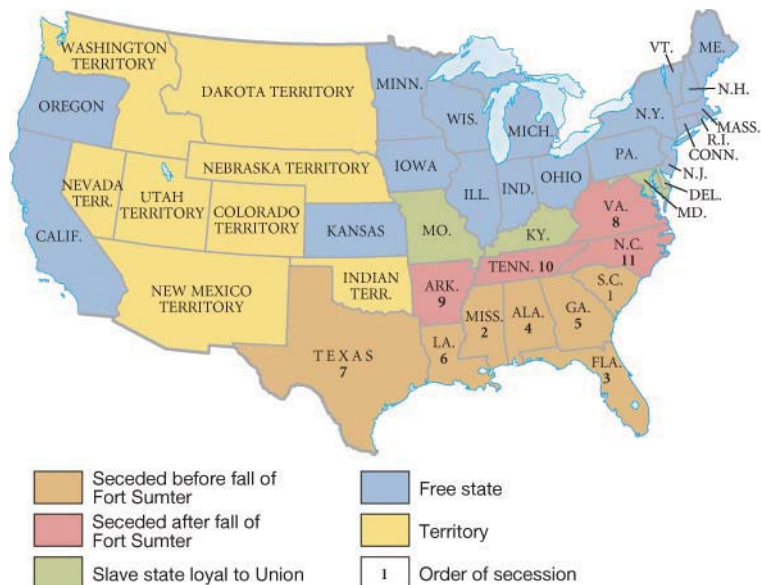 WASHINGTON
TERRITORY
OREGON
CALIF.
NEVADA
TERR.
UTAH
TERRITORY
DAKOTA TERRITORY
NEBRASKA TERRITORY
COLORADO
TERRITORY
NEW MEXICO
TERRITORY
KANSAS
INDIAN
TERR.
TEXAS
7
MINN.
IOWA
MO.
ARK.
9
LA.
6
WIS.
ILL.
MICH.
IND.
OHIO
KY.
TENN. 10
MISS.
2
ALA.
4
GA.
5
FLA.
3
S.C.
1
N.C.
11
VA.
8
PA.
N.Y.
VT.
ME.
N.H.
MASS.
R.I.
CONN.
N.J.
DEL.
MD.
Seceded before fall of
Fort Sumter
Seceded after fall of
Fort Sumter
Slave state loyal to Union
Free state
Territory
1 Order of secession